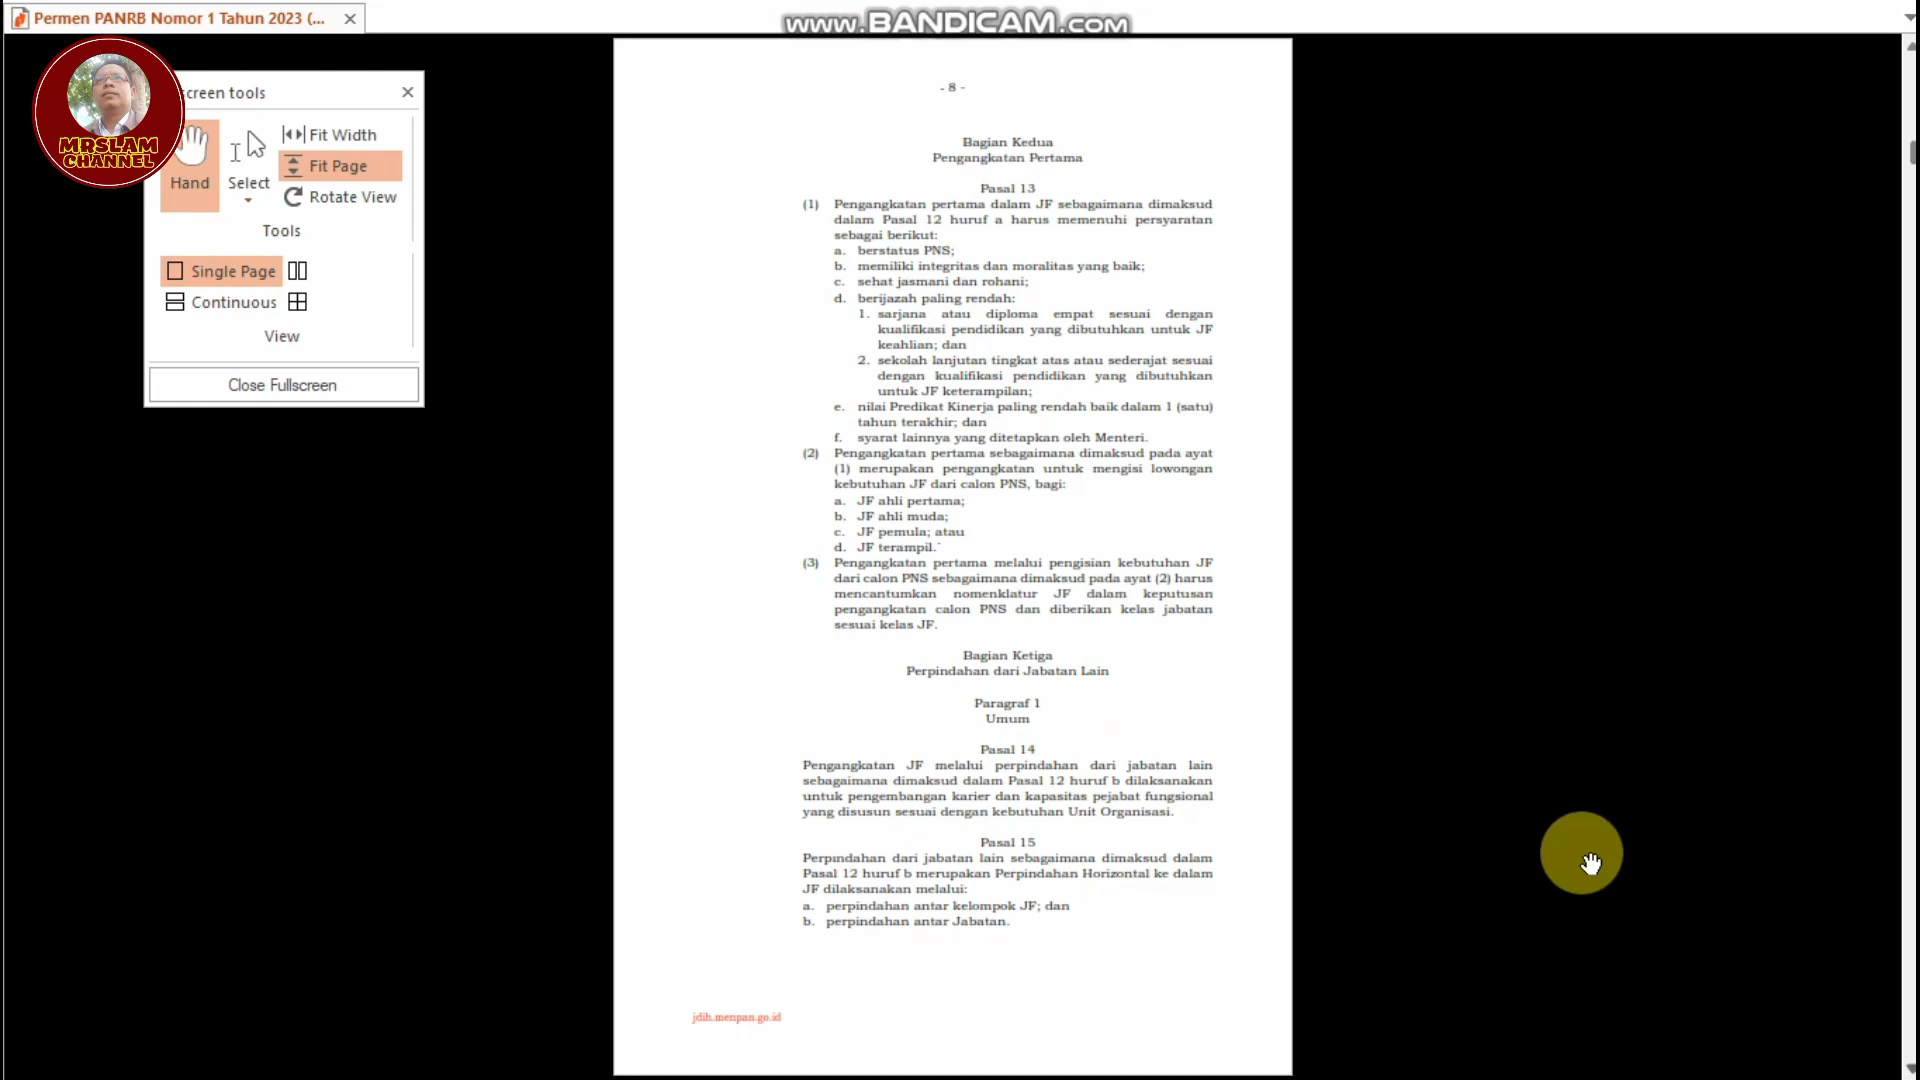 Permen PANRB Nomor 1 Tahun 2023 (...
www.BANDICAM.com
MRSLAM
CHANNEL
screen tools
Hand
Select
Fit Width
Fit Page
Rotate View
Tools
Single Page
Continuous
View
Close Fullscreen
- 8 -
Bagian Kedua
Pengangkatan Pertama
Pasal 13
(1) Pengangkatan pertama dalam JF sebagaimana dimaksud
dalam Pasal 12 huruf a harus memenuhi persyaratan
sebagai berikut:
a. berstatus PNS;
b. memiliki integritas dan moralitas yang baik;
c. sehat jasmani dan rohani;
d. berijazah paling rendah:
1. sarjana atau diploma empat sesuai dengan
kualifikasi pendidikan yang dibutuhkan untuk JF
keahlian; dan
2. sekolah lanjutan tingkat atas atau sederajat sesuai
dengan kualifikasi pendidikan yang dibutuhkan
untuk JF keterampilan;
e. nilai Predikat Kinerja paling rendah baik dalam 1 (satu)
tahun terakhir; dan
f. syarat lainnya yang ditetapkan oleh Menteri.
(2) Pengangkatan pertama sebagaimana dimaksud pada ayat
(1) merupakan pengangkatan untuk mengisi lowongan
kebutuhan JF dari calon PNS, bagi:
a. JF ahli pertama;
b. JF ahli muda;
c. JF pemula; atau
d. JF terampil.
(3) Pengangkatan pertama melalui pengisian kebutuhan JF
dari calon PNS sebagaimana dimaksud pada ayat (2) harus
mencantumkan nomenklatur JF dalam keputusan
pengangkatan calon PNS dan diberikan kelas jabatan
sesuai kelas JF.
Bagian Ketiga
Perpindahan dari Jabatan Lain
Paragraf 1
Umum
Pasal 14
Pengangkatan JF melalui perpindahan dari jabatan lain
sebagaimana dimaksud dalam Pasal 12 huruf b dilaksanakan
untuk pengembangan karier dan kapasitas pejabat fungsional
yang disusun sesuai dengan kebutuhan Unit Organisasi.
Pasal 15
Perpindahan dari jabatan lain sebagaimana dimaksud dalam
Pasal 12 huruf b merupakan Perpindahan Horizontal ke dalam
JF dilaksanakan melalui:
a. perpindahan antar kelompok JF; dan
b. perpindahan antar Jabatan.
jdih.menpan.go.id